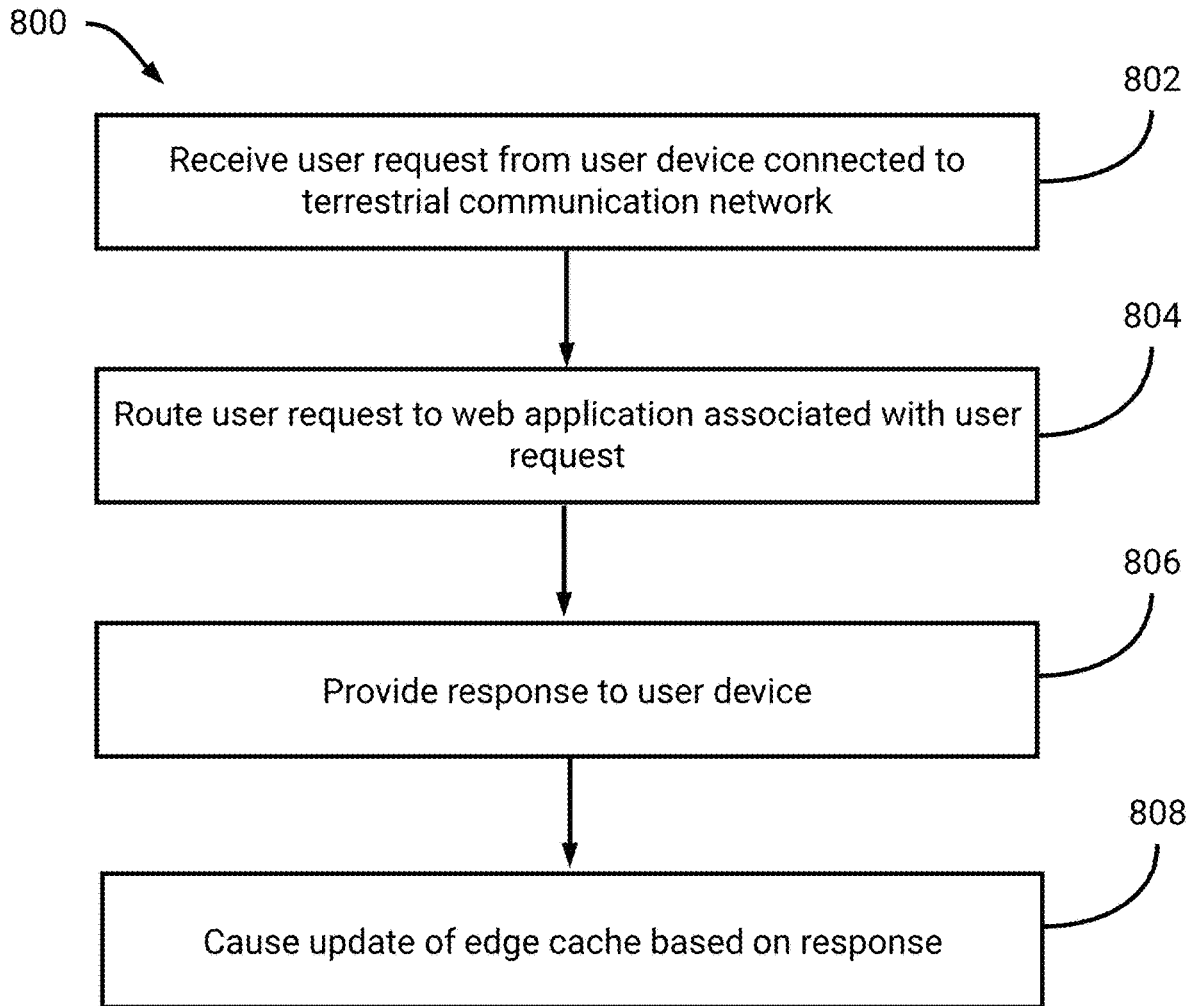 800
802
Receive user request from user device connected to
terrestrial communication network
804
Route user request to web application associated with user
request
806
Provide response to user device
808
Cause update of edge cache based on response